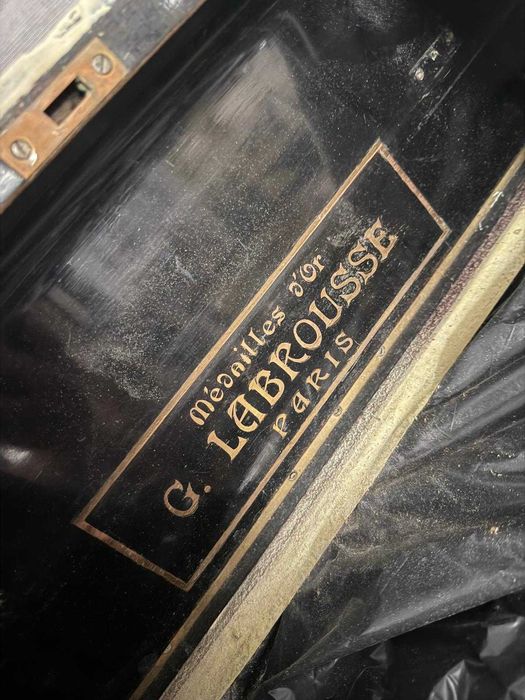 Médailles d'Or
G. LABROUSSE
PARIS